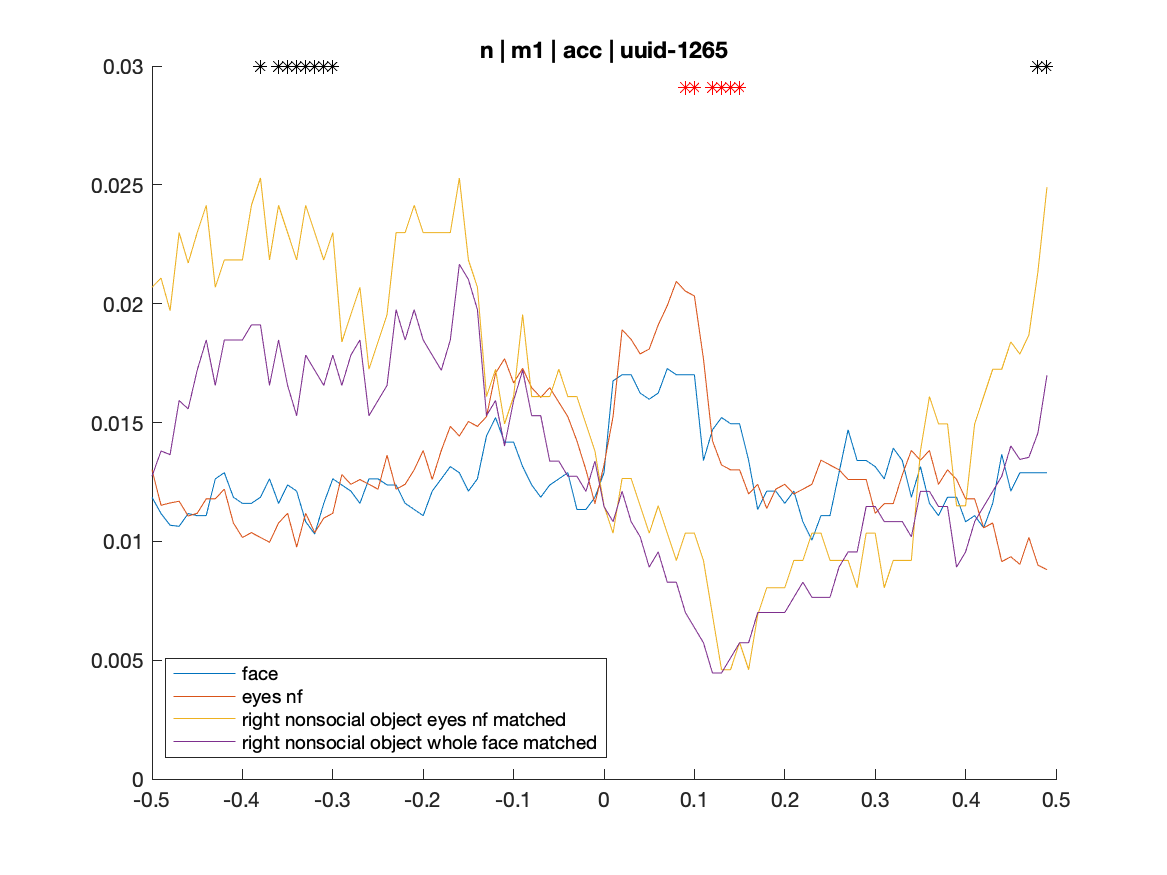 n | m1 | acc | uuid-1265
0.03
0.025
0.02
0.015
0.01
0.005
0
face
eyes nf
right nonsocial object eyes nf matched
right nonsocial object whole face matched
-0.5 -0.4 -0.3 -0.2 -0.1 0 0.1 0.2 0.3 0.4 0.5